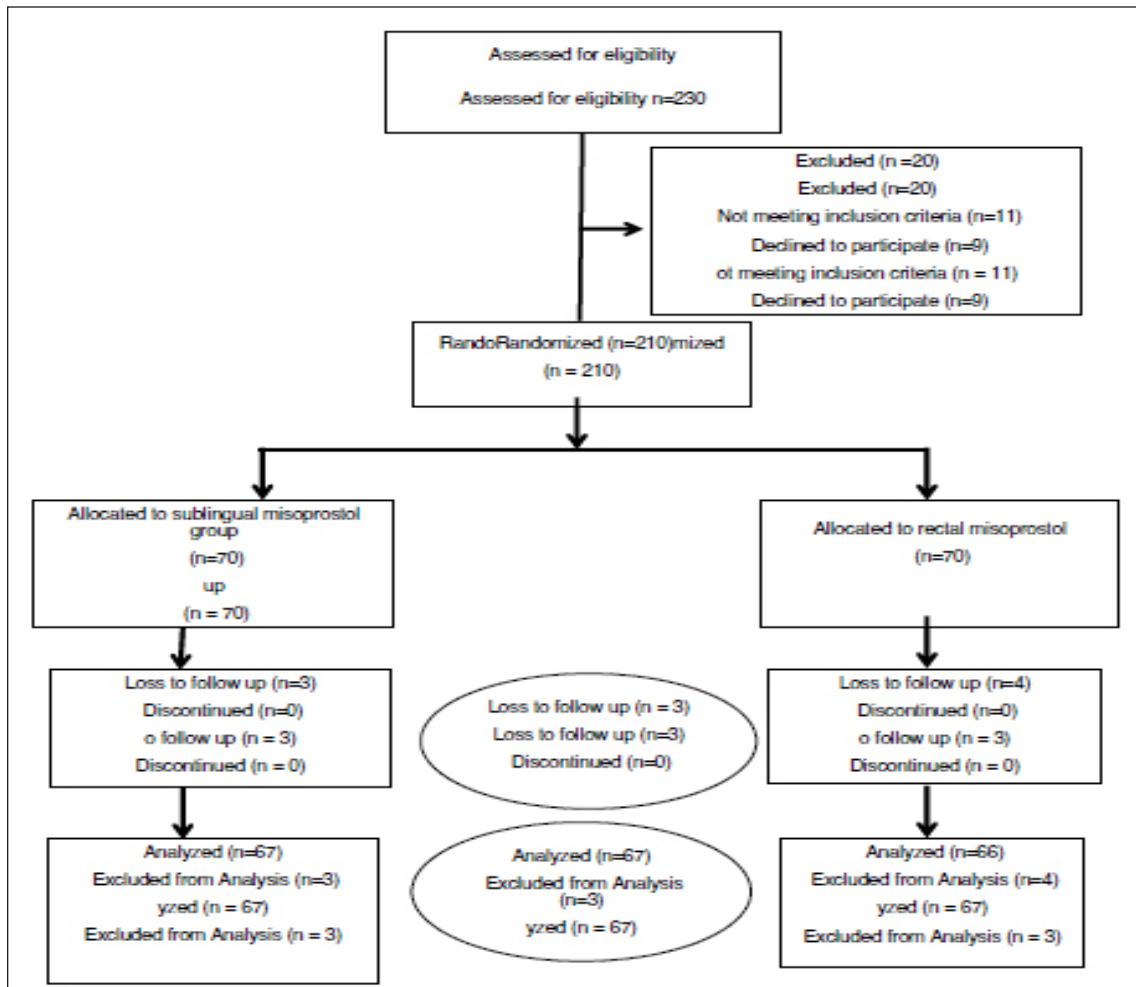 Assessed for eligibility
Assessed for eligibility n=230
Excluded (n =20)
Excluded (n=20)
Not meeting inclusion criteria (n=11)
Declined to participate (n=9)
ot meeting inclusion criteria (n = 11)
Declined to participate (n=9)
RandoRandomized (n=210)mized
(n = 210)
Allocated to sublingual misoprostol
group
(n=70)
up
(n = 70)
Allocated to rectal misoprostol
(n=70)
Loss to follow up (n=3)
Discontinued (n=0)
o follow up (n = 3)
Discontinued (n = 0)
Loss to follow up (n = 3)
Loss to follow up (n=3)
Discontinued (n=0)
Loss to follow up (n=4)
Discontinued (n=0)
o follow up (n = 3)
Discontinued (n = 0)
Analyzed (n=67)
Excluded from Analysis (n=3)
yzed (n = 67)
Excluded from Analysis (n = 3)
Analyzed (n=67)
Excluded from Analysis
(n=3)
yzed (n = 67)
Analyzed (n=66)
Excluded from Analysis (n=4)
yzed (n = 67)
Excluded from Analysis (n = 3)